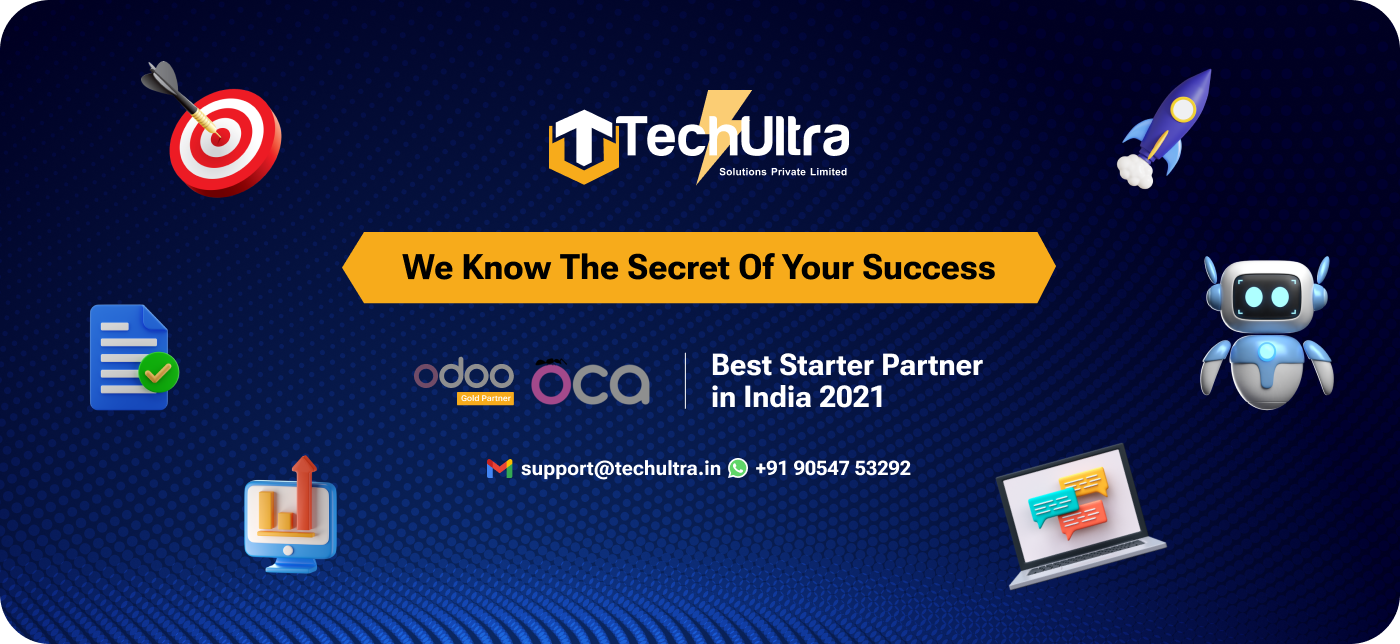 TechUltra
Solutions Private Limited
We Know The Secret Of Your Success
odoo
Gold Partner
oca
Best Starter Partner
in India 2021
support@techultra.in +91 90547 53292